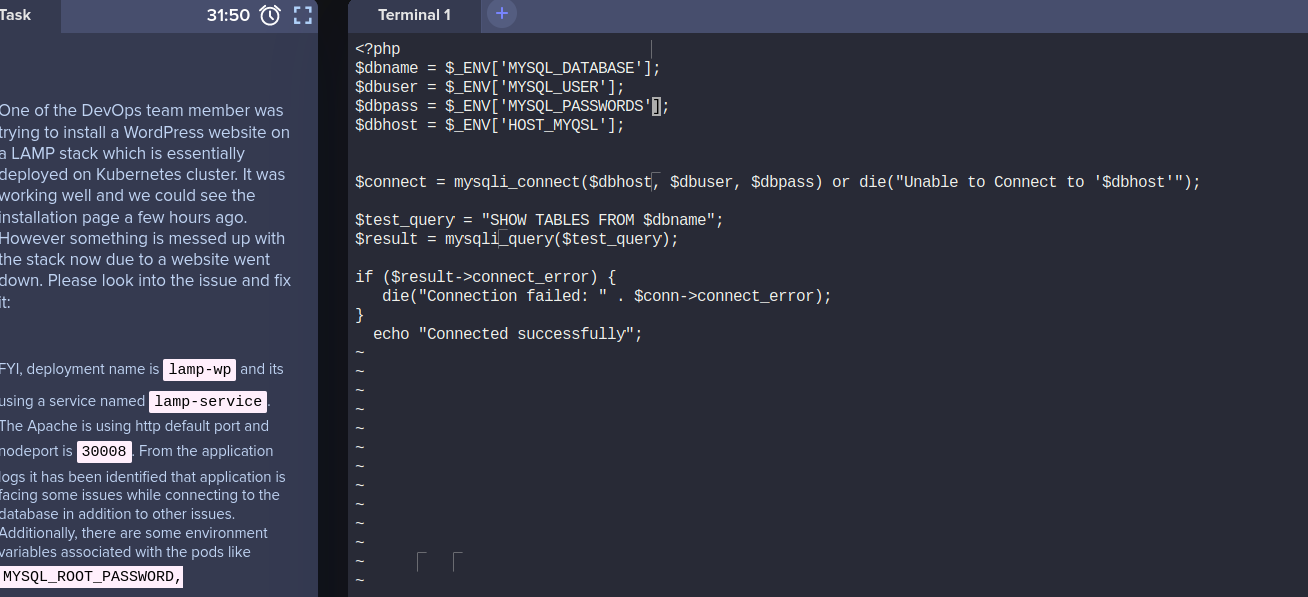 Task
31:50
One of the DevOps team member was
trying to install a WordPress website on
a LAMP stack which is essentially
deployed on Kubernetes cluster. It was
working well and we could see the
installation page a few hours ago.
However something is messed up with
the stack now due to a website went
down. Please look into the issue and fix
it:
FYI, deployment name is lamp-wp and its
using a service named lamp-service.
The Apache is using http default port and
nodeport is 30008. From the application
logs it has been identified that application is
facing some issues while connecting to the
database in addition to other issues.
Additionally, there are some environment
variables associated with the pods like
MYSQL_ROOT_PASSWORD,
Terminal 1
+
<?php
$dbname = $_ENV['MYSQL_DATABASE'];
$dbuser = $_ENV['MYSQL_USER'];
$dbpass = $_ENV['MYSQL_PASSWORDS'];
$dbhost = $_ENV['HOST_MYQSL'];
$connect = mysqli_connect($dbhost, $dbuser, $dbpass) or die("Unable to Connect to '$dbhost'");
$test_query = "SHOW TABLES FROM $dbname";
$result = mysqli_query($test_query);
if ($result->connect_error) {
die("Connection failed: " . $conn->connect_error);
}
echo "Connected successfully";
~
~
~
~
~
~
~
~
~
~
~
~
~